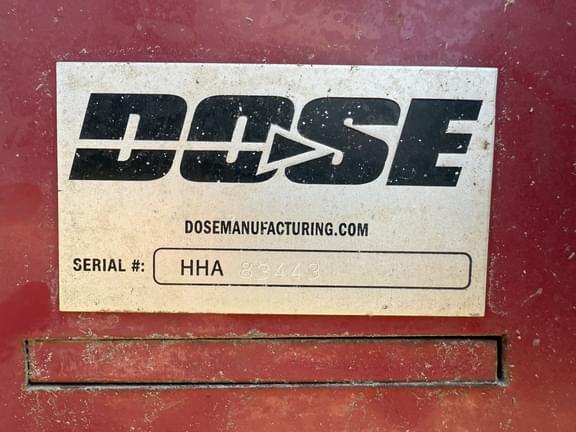 DOSE
DOSEMANUFACTURING.COM
SERIAL #: HHA 83443